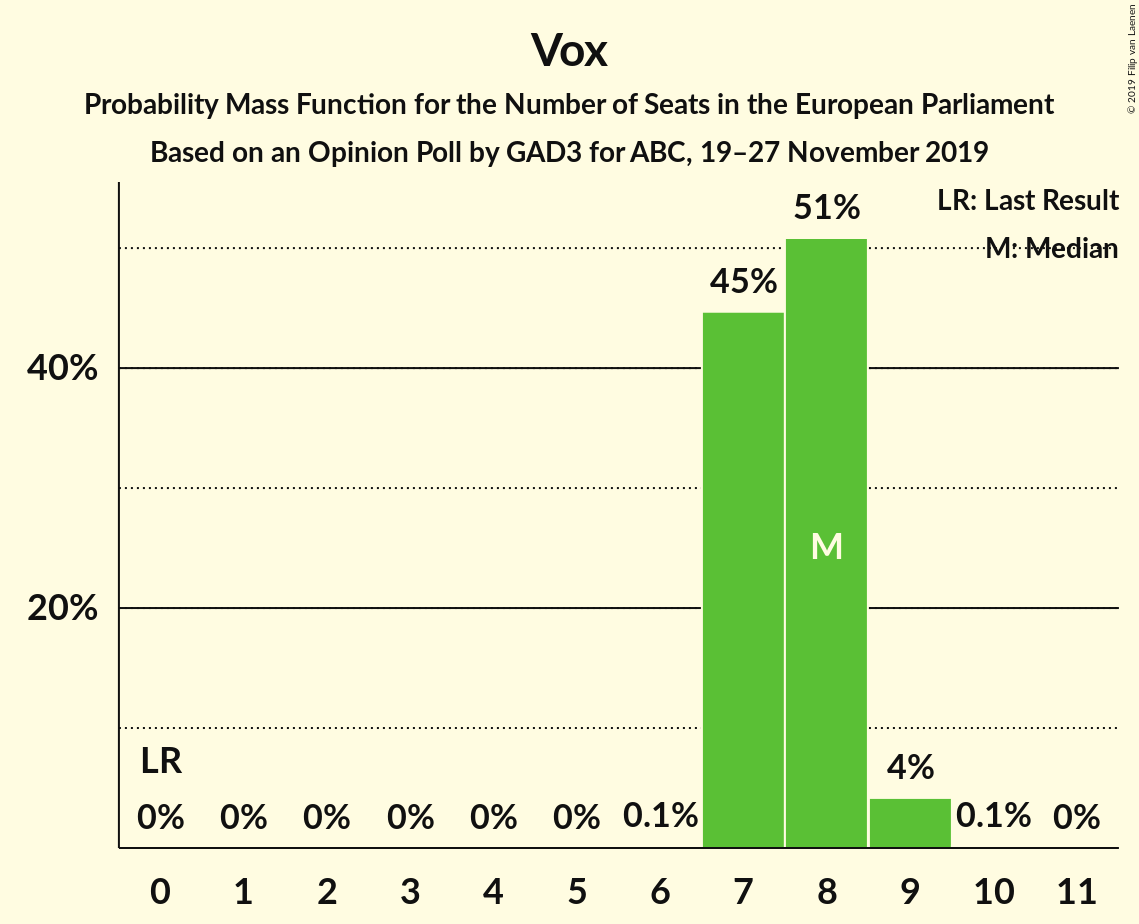 Vox
Probability Mass Function for the Number of Seats in the European Parliament
Based on an Opinion Poll by GAD3 for ABC, 19–27 November 2019
© 2019 Filip van Laenen
LR: Last Result
M: Median
51%
45%
40%
M
20%
LR
4%
0% 0% 0% 0% 0% 0% 0.1% 0.1% 0%
0 1 2 3 4 5 6 7 8 9 10 11